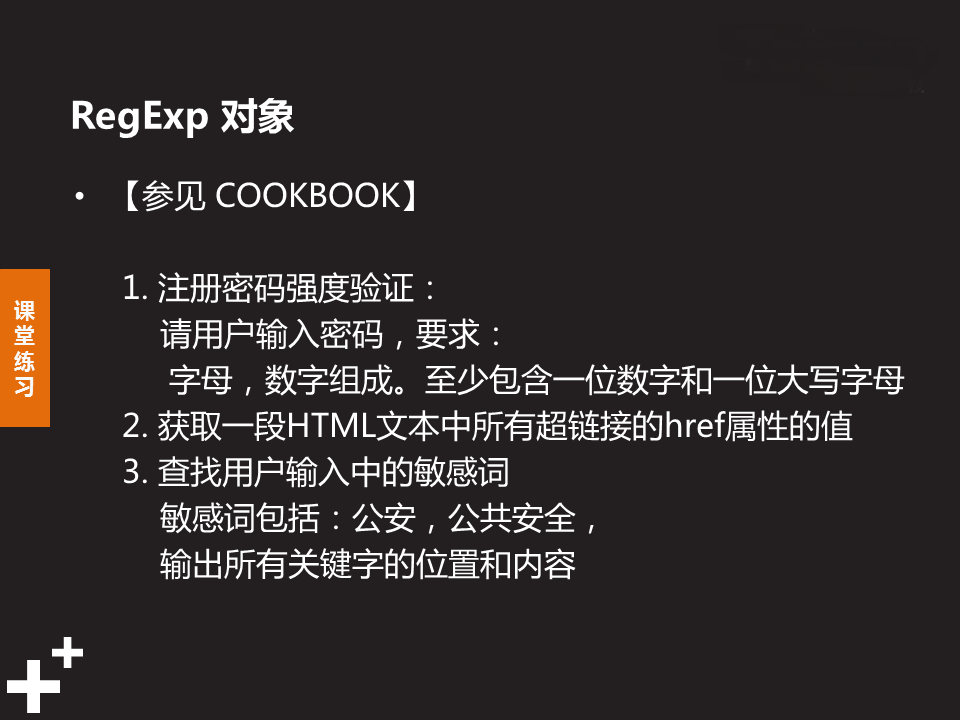 RegExp 对象
• 【参见 COOKBOOK】
1. 注册密码强度验证：
请用户输入密码，要求：
字母，数字组成。至少包含一位数字和一位大写字母
2. 获取一段HTML文本中所有超链接的href属性的值
3. 查找用户输入中的敏感词
敏感词包括：公安，公共安全，
输出所有关键字的位置和内容
课
堂
练
习